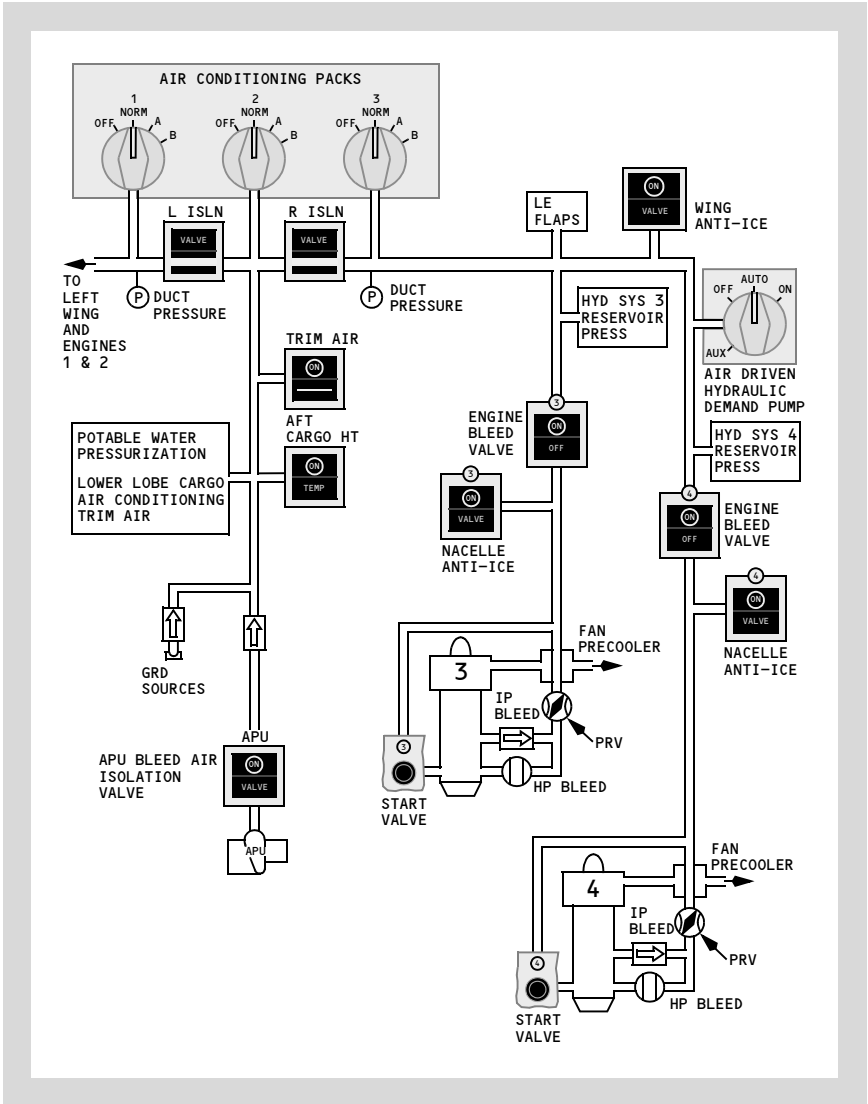 AIR CONDITIONING PACKS
1
2
3
NORM
NORM
NORM
OFF
A
B
OFF
A
B
OFF
A
B
L ISLN
R ISLN
VALVE
VALVE
LE
FLAPS
ON
VALVE
WING
ANTI-ICE
TO
LEFT
WING
AND
ENGINES
1 & 2
P
DUCT
PRESSURE
P
DUCT
PRESSURE
HYD SYS 3
RESERVOIR
PRESS
OFF
AUTO
ON
AUX
AIR DRIVEN
HYDRAULIC
DEMAND PUMP
TRIM AIR
ON
AFT
CARGO HT
ON
TEMP
POTABLE WATER
PRESSURIZATION
LOWER LOBE CARGO
AIR CONDITIONING
TRIM AIR
ENGINE
BLEED
VALVE
3
ON
OFF
HYD SYS 4
RESERVOIR
PRESS
3
ON
VALVE
NACELLE
ANTI-ICE
4
ON
OFF
ENGINE
BLEED
VALVE
4
ON
VALVE
NACELLE
ANTI-ICE
GRD
SOURCES
FAN
PRECOOLER
3
IP
BLEED
PRV
3
HP BLEED
START
VALVE
APU
APU BLEED AIR
ISOLATION
VALVE
ON
VALVE
APU
FAN
PRECOOLER
4
IP
BLEED
PRV
4
HP BLEED
START
VALVE